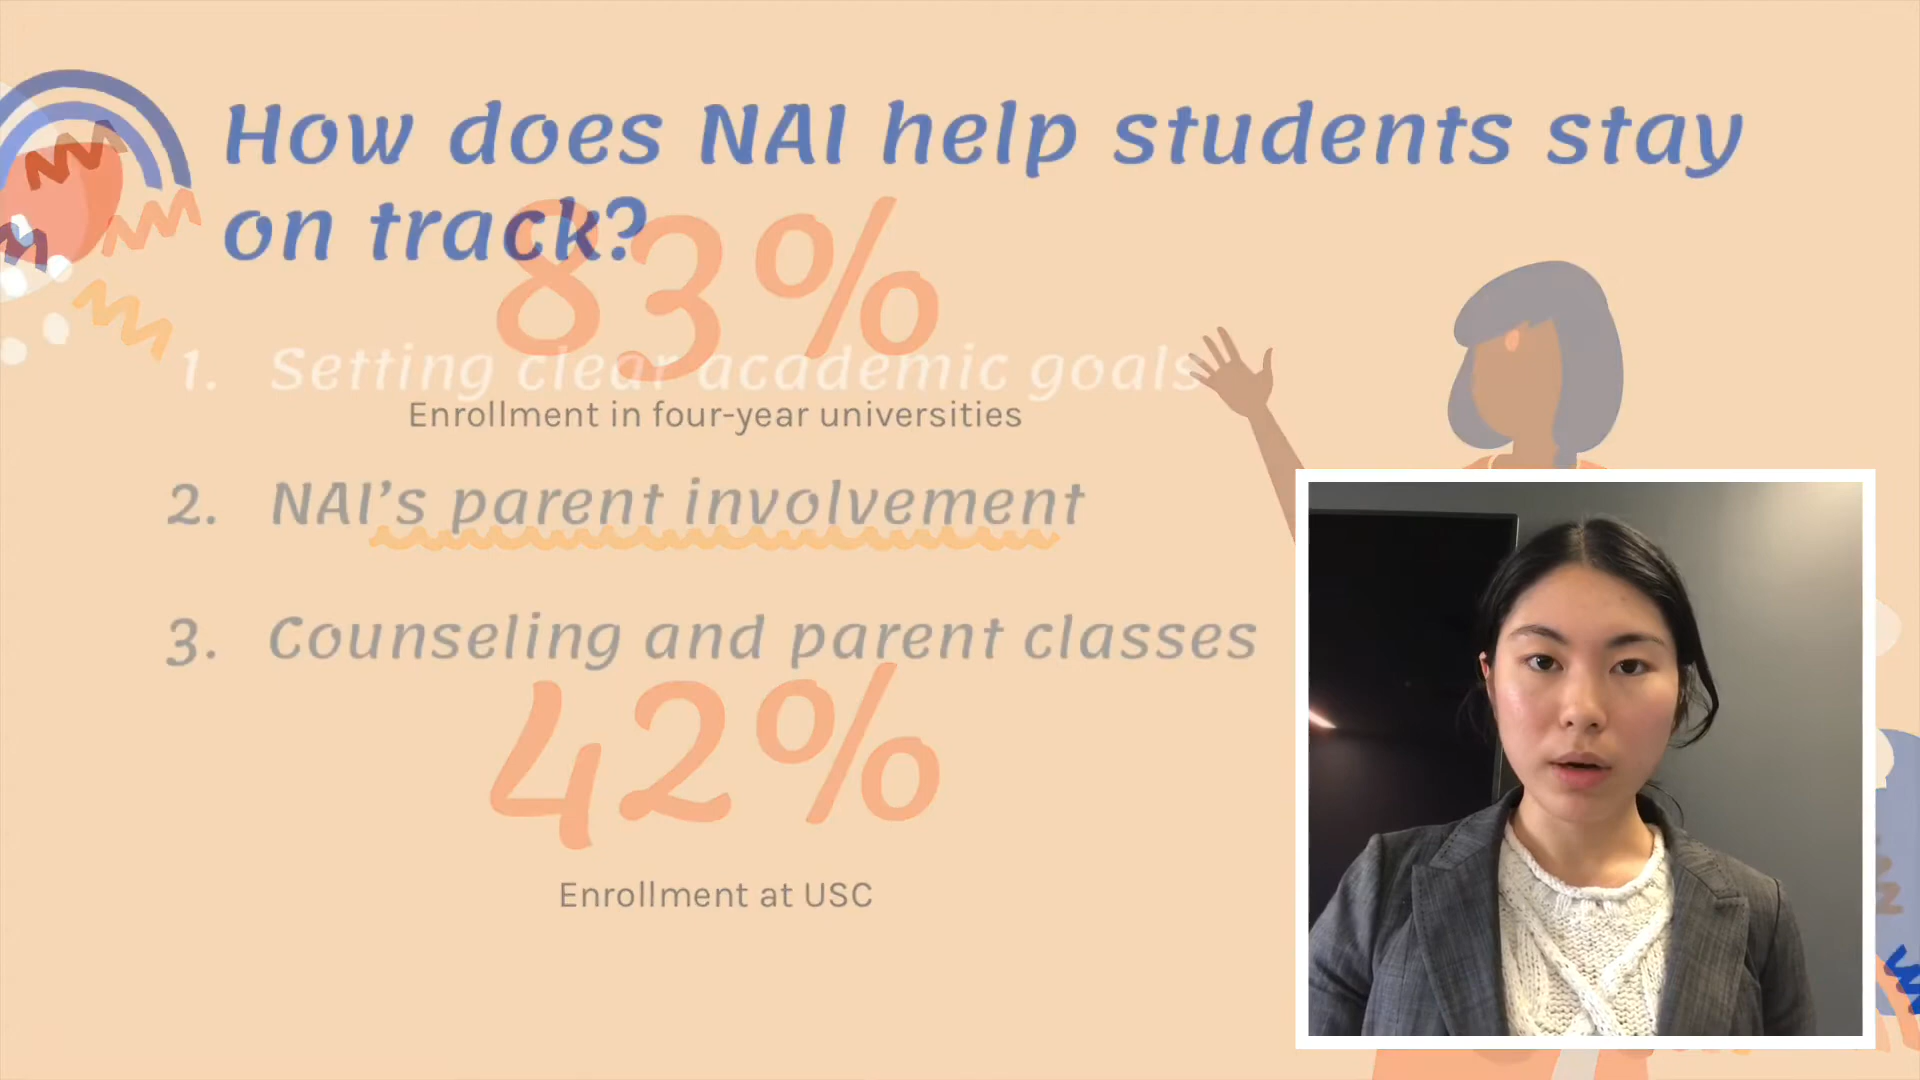 How does NAI help students stay
on track?
83%
1. Setting clear academic goals
Enrollment in four-year universities
2. NAI’s parent involvement
3. Counseling and parent classes
42%
Enrollment at USC